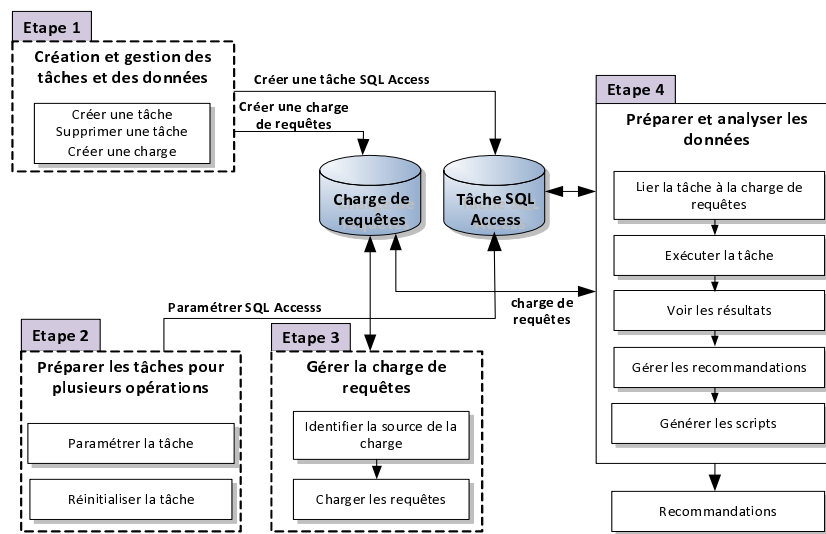 Etape 1
Création et gestion des
tâches et des données
Créer une tâche
Supprimer une tâche
Créer une charge
Créer une tâche SQL Access
Créer une charge
de requêtes
Charge de
requêtes
Tâche SQL
Access
Paramétrer SQL Accesss
charge de
requêtes
Etape 2
Préparer les tâches pour
plusieurs opérations
Paramétrer la tâche
Réinitialiser la tâche
Etape 3
Gérer la charge de
requêtes
Identifier la source de la
charge
Charger les requêtes
Etape 4
Préparer et analyser les
données
Lier la tâche à la charge de
requêtes
Exécuter la tâche
Voir les résultats
Gérer les recommandations
Générer les scripts
Recommandations